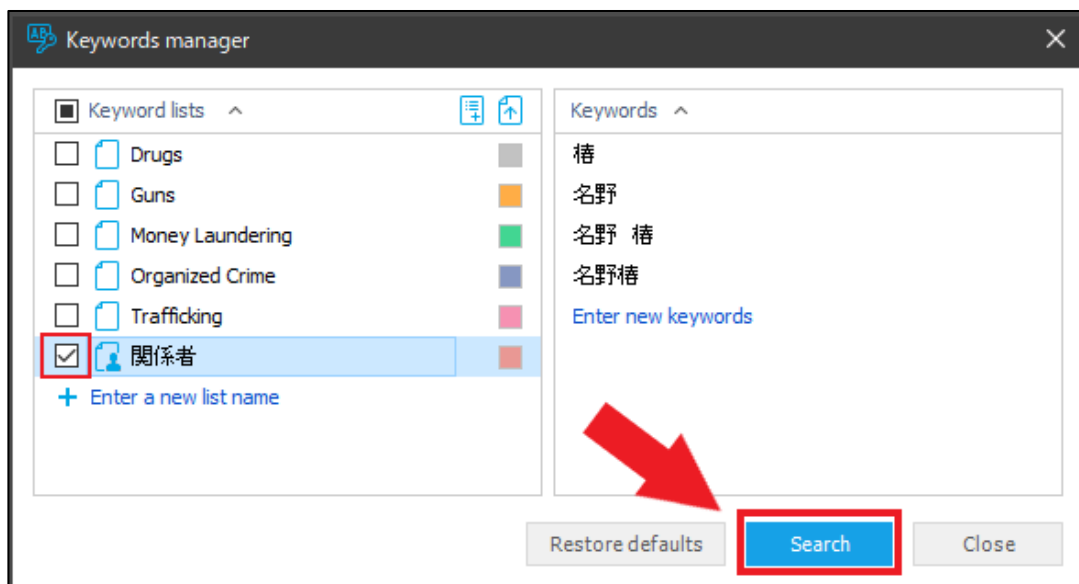 Keywords manager
Keyword lists
Drugs
Guns
Money Laundering
Organized Crime
Trafficking
関係者
Enter a new list name
Keywords
椿
名野
名野 椿
名野椿
Enter new keywords
Restore defaults
Search
Close